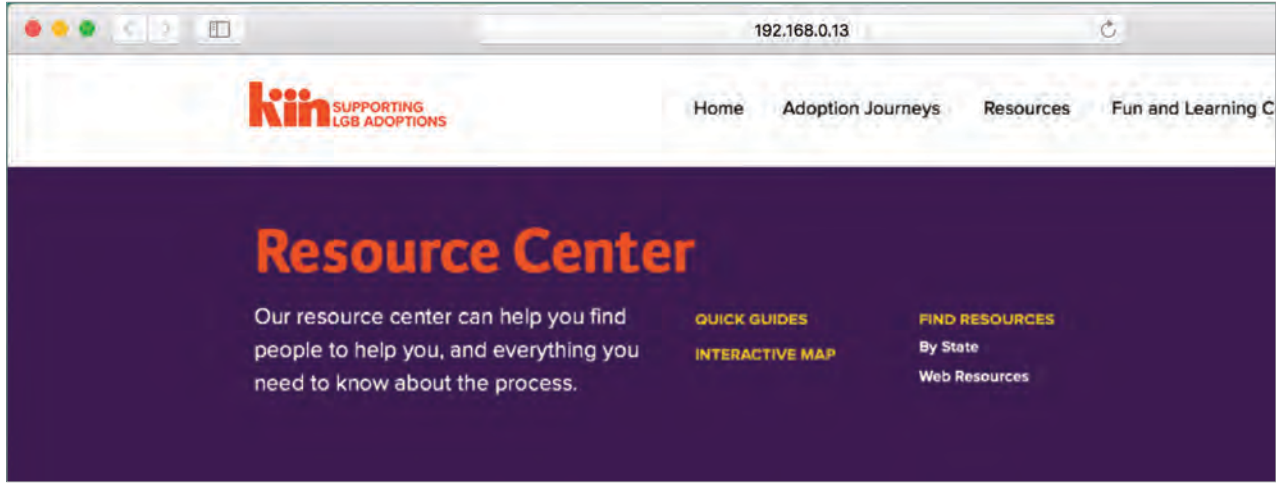 192.168.0.13
kiin SUPPORTING
LGB ADOPTIONS
Home Adoption Journeys Resources Fun and Learning C
Resource Center
Our resource center can help you find
people to help you, and everything you
need to know about the process.
QUICK GUIDES
INTERACTIVE MAP
FIND RESOURCES
By State
Web Resources